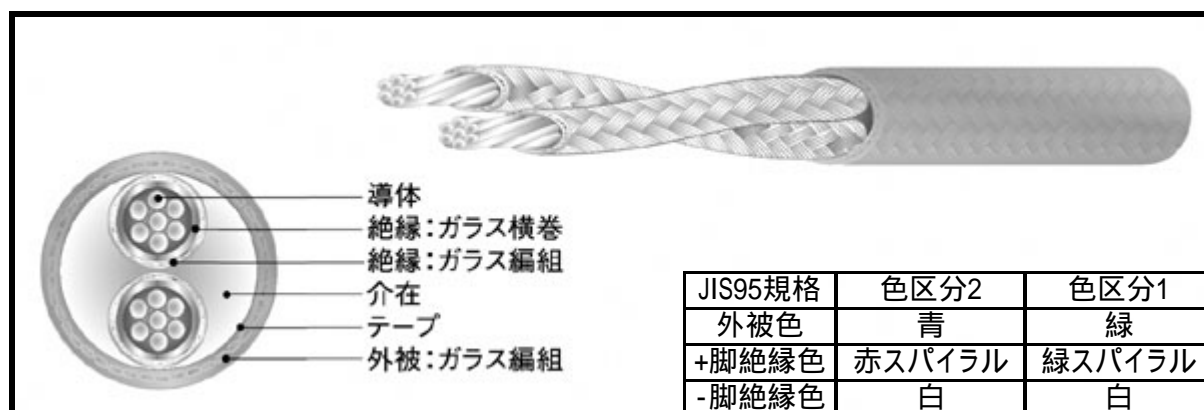 導体
絶縁:ガラス横巻
絶縁:ガラス編組
介在
テープ
外被:ガラス編組
JIS95規格 色区分2 色区分1
外被色 青 緑
+脚絶縁色 赤スパイラル 緑スパイラル
-脚絶縁色 白 白